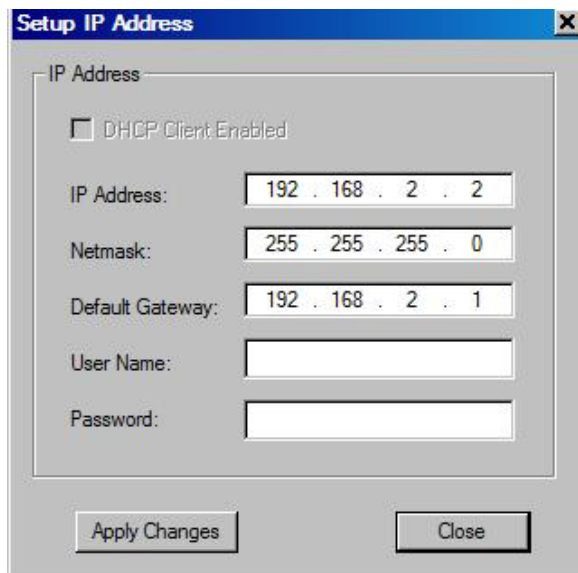 Setup IP Address
IP Address
DHCP Client Enabled
IP Address: 192 . 168 . 2 . 2
Netmask: 255 . 255 . 255 . 0
Default Gateway: 192 . 168 . 2 . 1
User Name:
Password:
Apply Changes Close